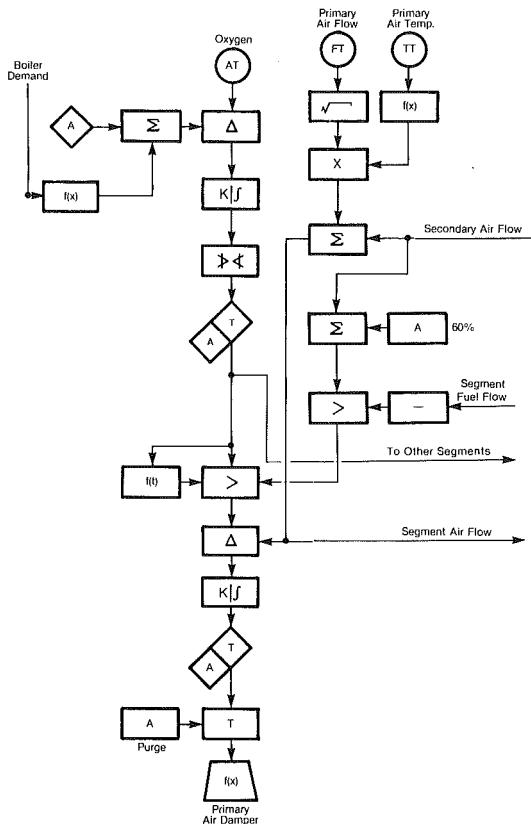 Primary
Air Flow
Primary
Air Temp.
Oxygen
FT
TT
Boiler
Demand
AT
√
f(x)
A
Σ
Δ
f(x)
X
K|∫
Σ
Secondary Air Flow
T
A
Σ
A
60%
>
−
Segment
Fuel Flow
To Other Segments
f(t)
>
Δ
Segment Air Flow
K|∫
T
A
A
T
Purge
f(x)
Primary
Air Damper